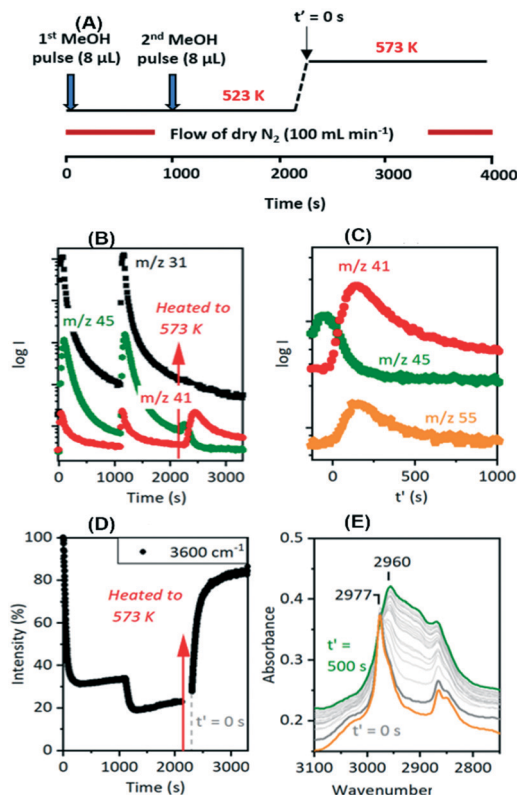 (A)
t' = 0 s
1st MeOH
pulse (8 µL)
2nd MeOH
pulse (8 µL)
523 K
573 K
Flow of dry N2 (100 mL min-1)
0
1000
2000
3000
4000
Time (s)
(B)
m/z 31
m/z 45
Heated to
573 K
m/z 41
log I
0
1000
2000
3000
Time (s)
(C)
m/z 41
m/z 45
m/z 55
log I
0
250
500
750
1000
t' (s)
(D)
3600 cm-1
Heated to
573 K
t' = 0 s
Intensity (%)
100
80
60
40
20
0
0
1000
2000
3000
Time (s)
(E)
2960
2977
t' =
500 s
t' = 0 s
Absorbance
0.5
0.4
0.3
0.2
3100
3000
2900
2800
Wavenumber